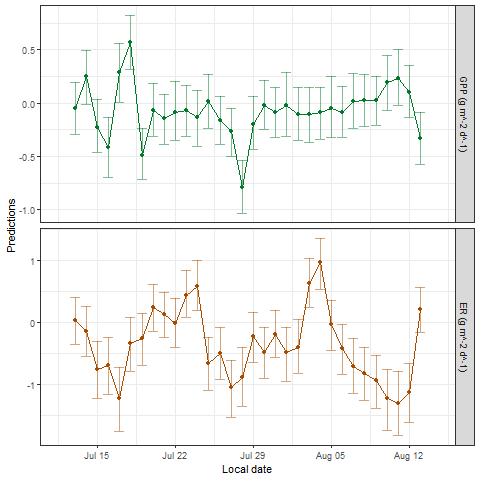 0.5
0.0
-0.5
-1.0
GPP (g m^-2 d^-1)
Predictions
1
0
-1
ER (g m^-2 d^-1)
Jul 15
Jul 22
Jul 29
Aug 05
Aug 12
Local date